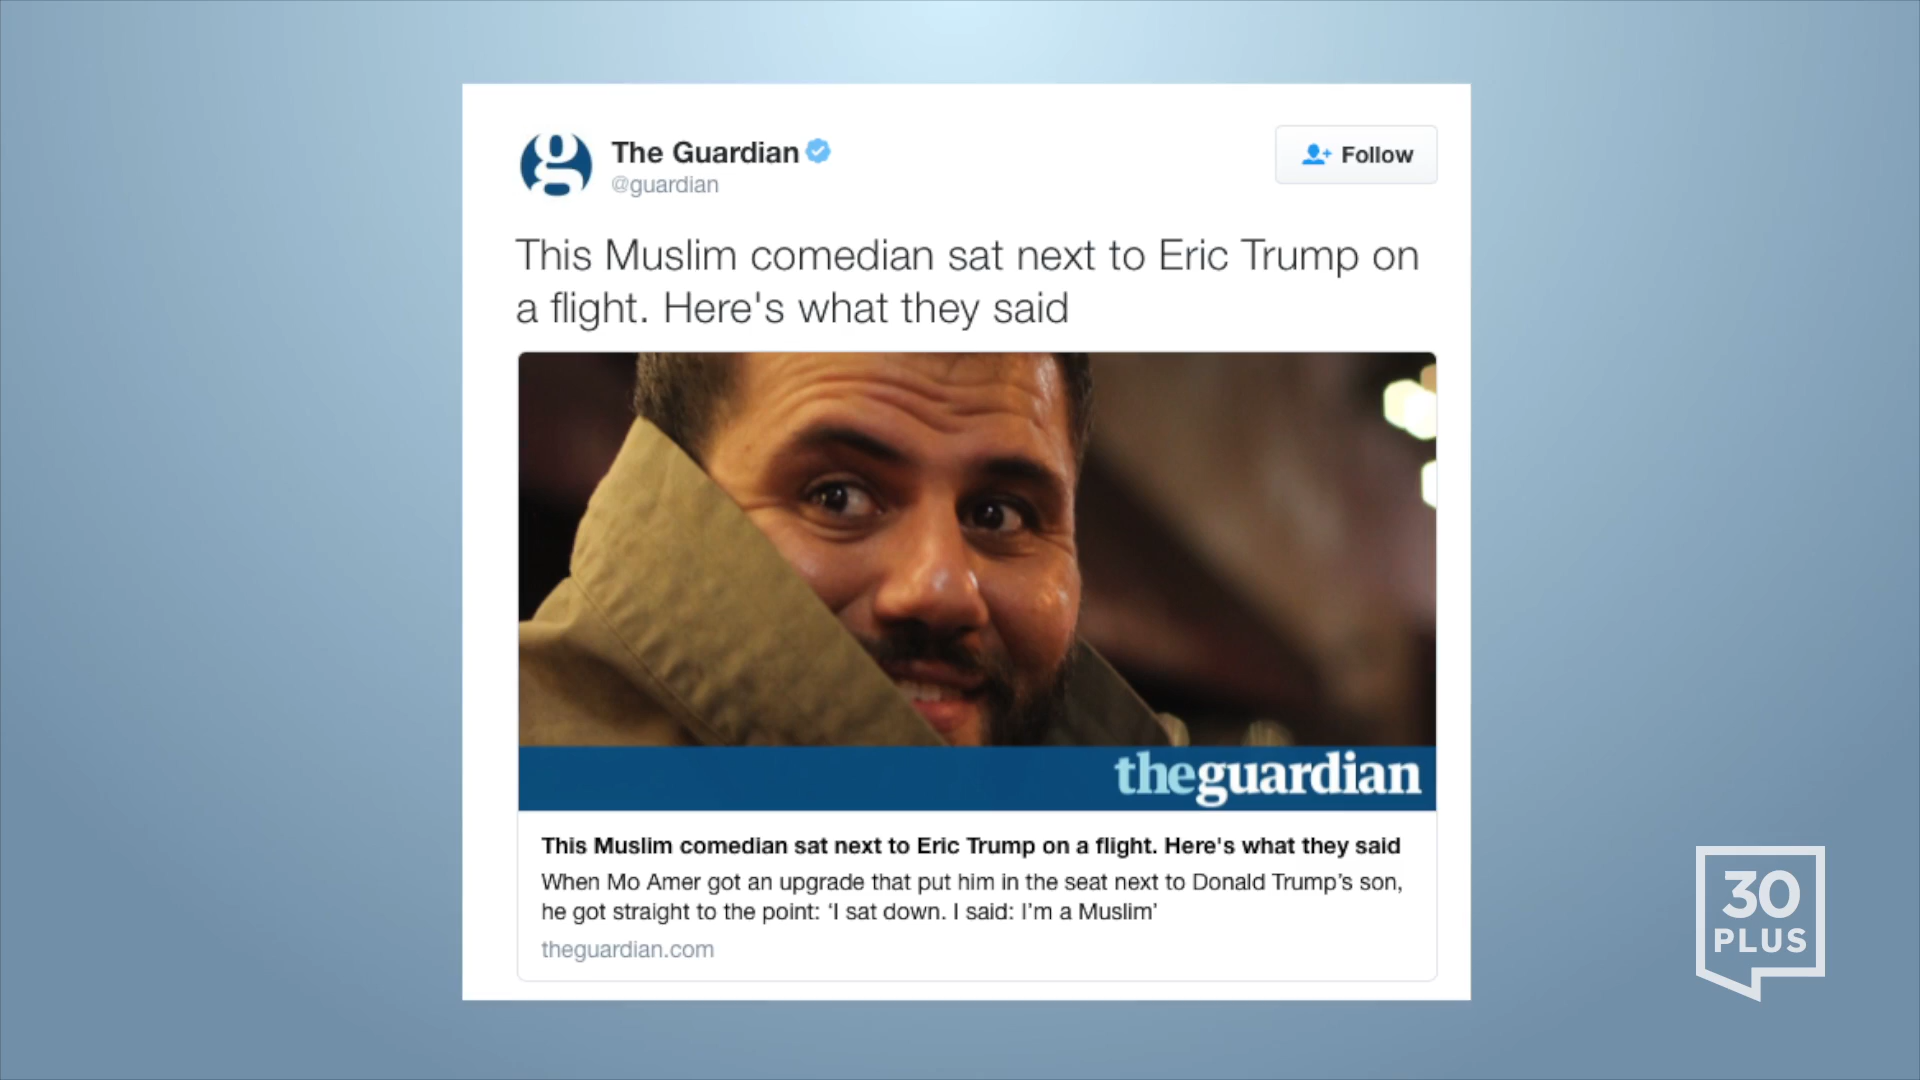 The Guardian
@guardian
Follow
This Muslim comedian sat next to Eric Trump on
a flight. Here's what they said
theguardian
This Muslim comedian sat next to Eric Trump on a flight. Here's what they said
When Mo Amer got an upgrade that put him in the seat next to Donald Trump’s son,
he got straight to the point: ‘I sat down. I said: I’m a Muslim’
theguardian.com
30
PLUS